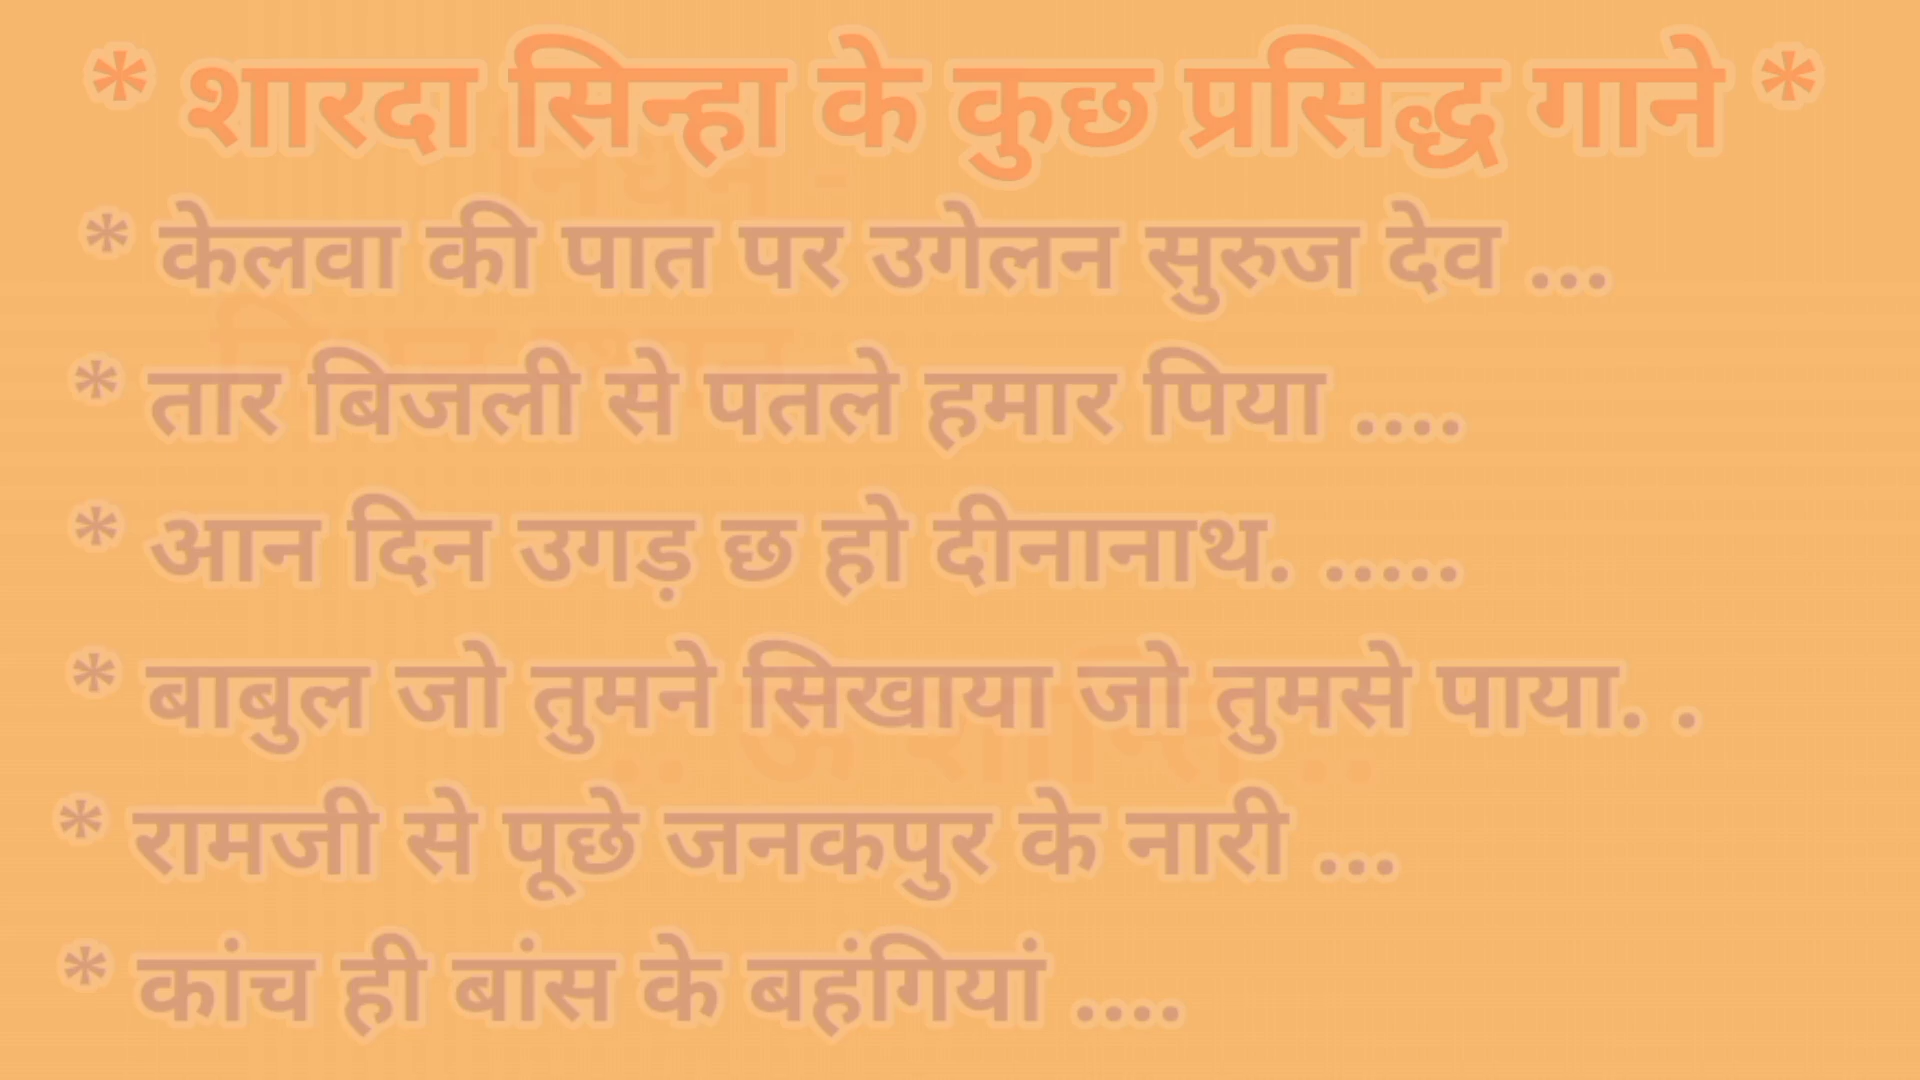 * शारदा सिन्हा के कुछ प्रसिद्ध गाने *
* केलवा की पात पर उगेलन सुरुज देव ...
* तार बिजली से पतले हमार पिया ....
* आन दिन उगड़ छ हो दीनानाथ. .....
* बाबुल जो तुमने सिखाया जो तुमसे पाया. .
.. ॐ शान्ति ..
* रामजी से पूछे जनकपुर के नारी ...
* कांच ही बांस के बहंगियां ....